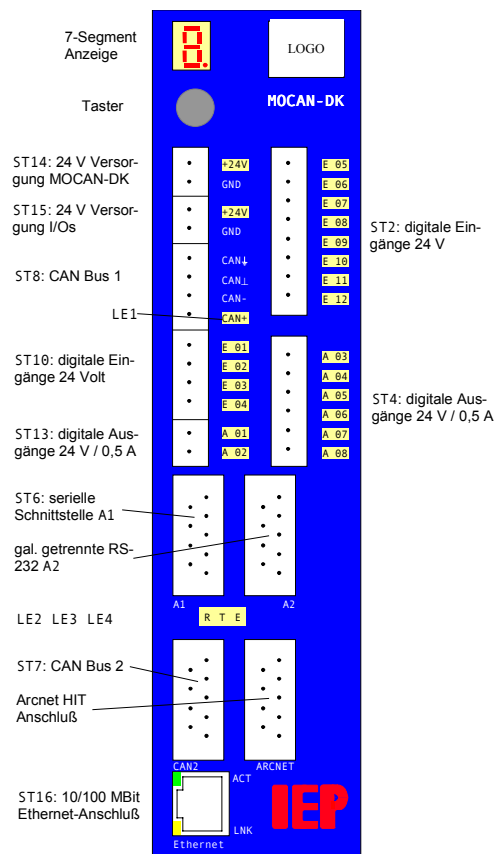 7-Segment
Anzeige
LOGO
Taster
MOCAN-DK
ST14: 24 V Versor-
gung MOCAN-DK
ST15: 24 V Versor-
gung I/Os
ST8: CAN Bus 1
LE1
ST10: digitale Ein-
gänge 24 Volt
ST13: digitale Aus-
gänge 24 V / 0,5 A
+24V
GND
+24V
GND
CAN↓
CAN⊥
CAN-
CAN+
E 01
E 02
E 03
E 04
A 01
A 02
E 05
E 06
E 07
E 08
E 09
E 10
E 11
E 12
A 03
A 04
A 05
A 06
A 07
A 08
ST2: digitale Ein-
gänge 24 V
ST4: digitale Aus-
gänge 24 V / 0,5 A
ST6: serielle
Schnittstelle A1
gal. getrennte RS-
232 A2
A1
A2
LE2 LE3 LE4
R T E
ST7: CAN Bus 2
Arcnet HIT
Anschluß
CAN2
ARCNET
ST16: 10/100 MBit
Ethernet-Anschluß
ACT
LNK
Ethernet
IEP
8.